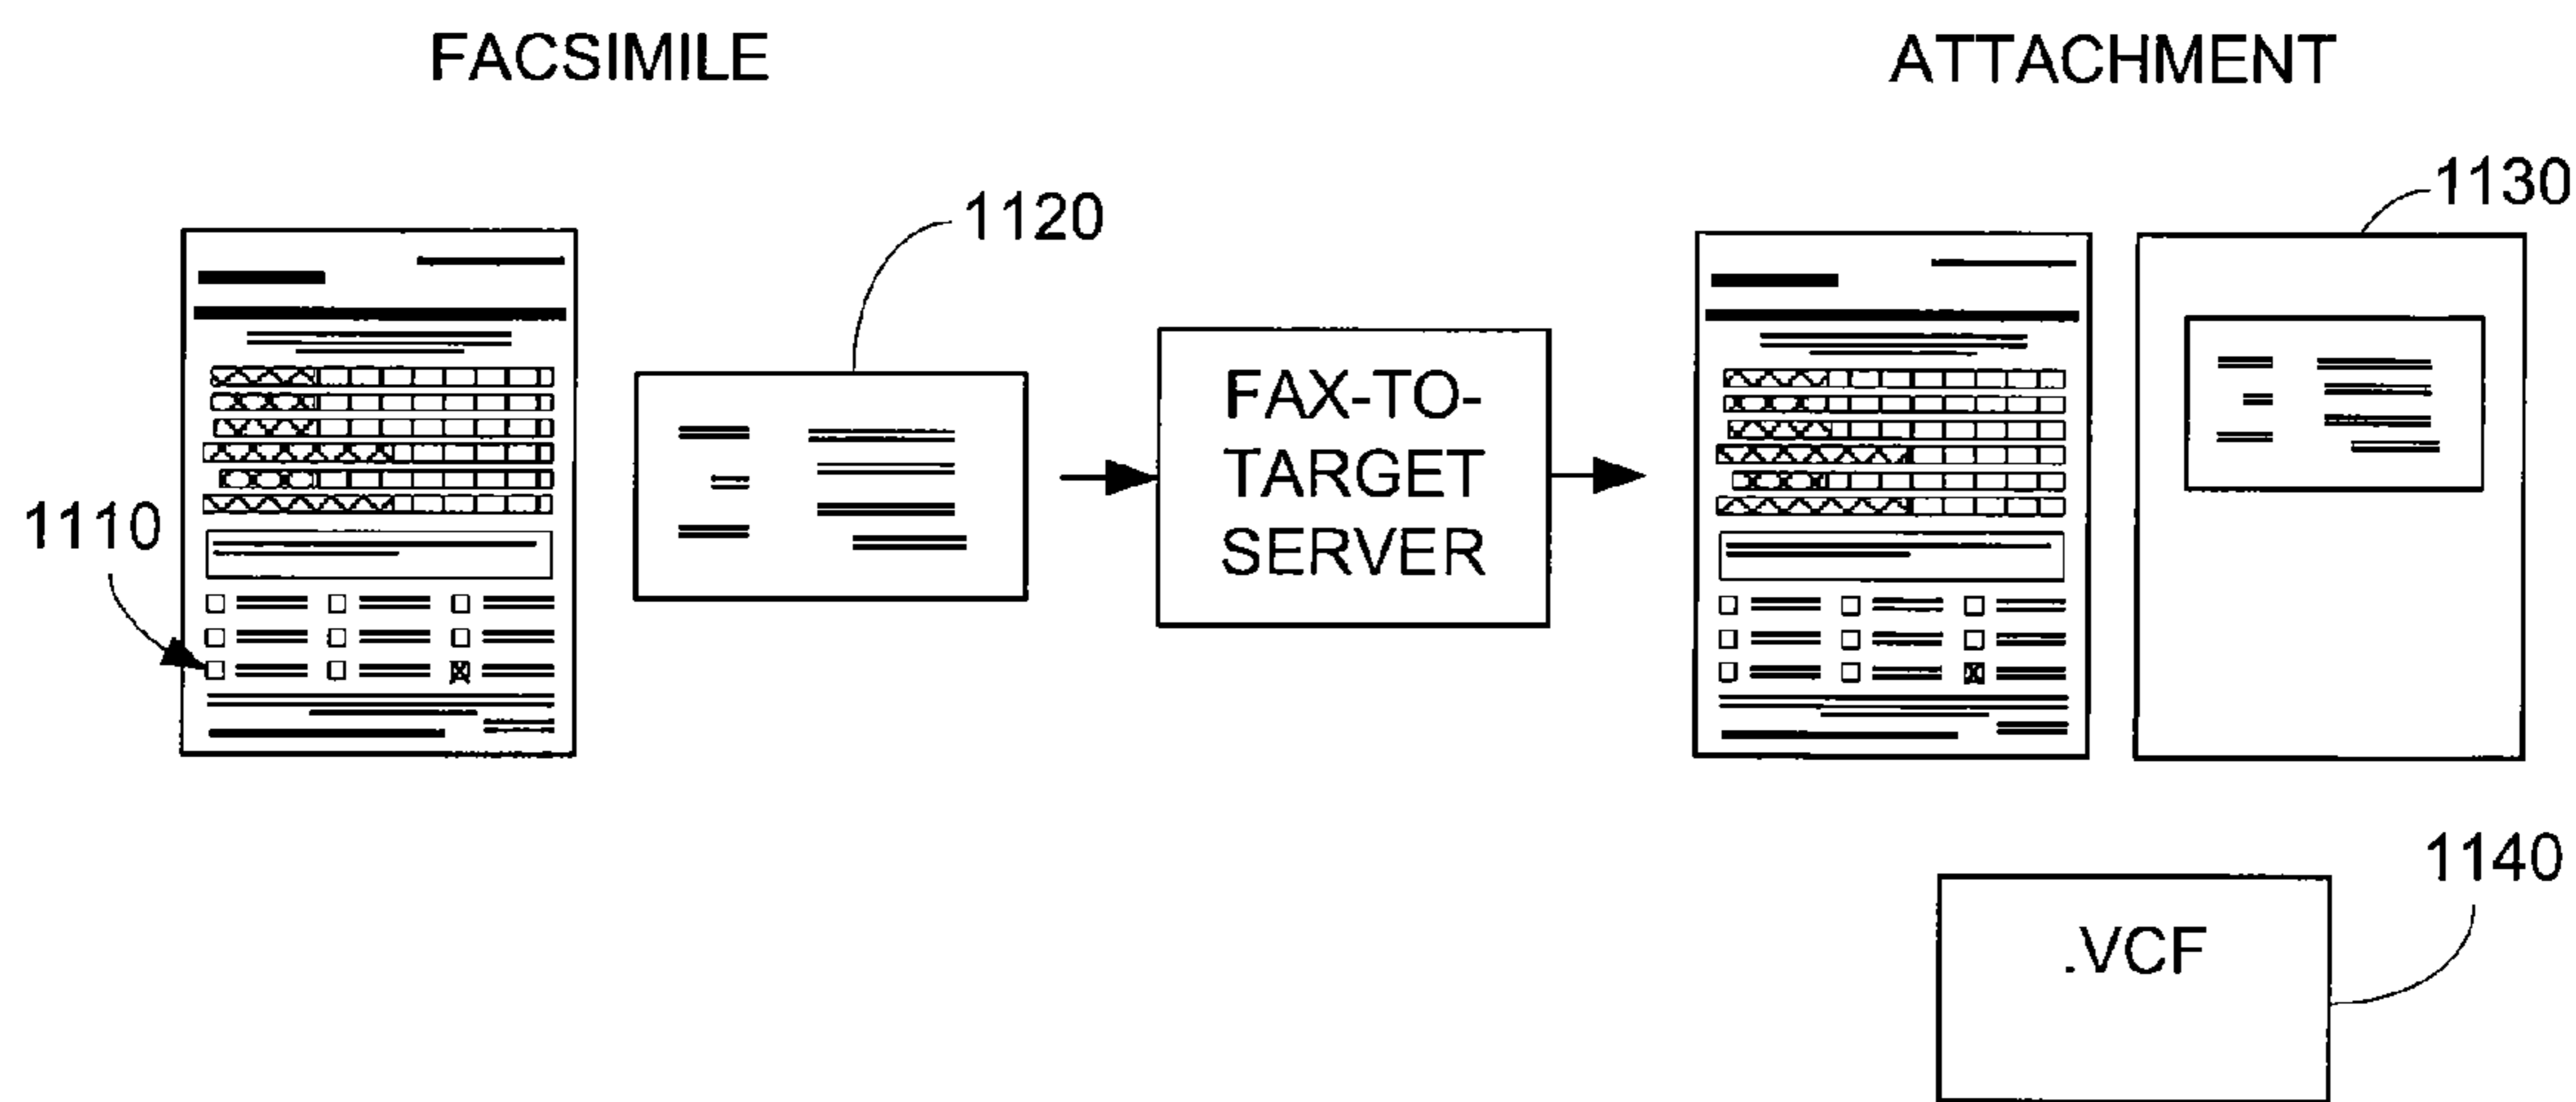 FACSIMILE
ATTACHMENT
1110
1120
FAX-TO-
TARGET
SERVER
1130
.VCF
1140